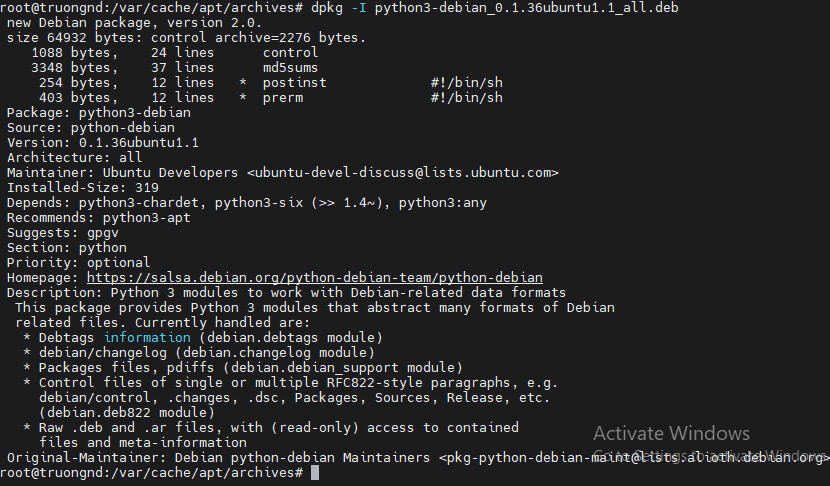 root@truongnd:/var/cache/apt/archives# dpkg -I python3-debian_0.1.36ubuntu1.1_all.deb
 new Debian package, version 2.0.
 size 64932 bytes: control archive=2276 bytes.
    1088 bytes,    24 lines      control
    3348 bytes,    37 lines      md5sums
     254 bytes,    12 lines   *  postinst             #!/bin/sh
     403 bytes,    12 lines   *  prerm                #!/bin/sh
 Package: python3-debian
 Source: python-debian
 Version: 0.1.36ubuntu1.1
 Architecture: all
 Maintainer: Ubuntu Developers <ubuntu-devel-discuss@lists.ubuntu.com>
 Installed-Size: 319
 Depends: python3-chardet, python3-six (>> 1.4~), python3:any
 Recommends: python3-apt
 Suggests: gpgv
 Section: python
 Priority: optional
 Homepage: https://salsa.debian.org/python-debian-team/python-debian
 Description: Python 3 modules to work with Debian-related data formats
  This package provides Python 3 modules that abstract many formats of Debian
  related files. Currently handled are:
   * Debtags information (debian.debtags module)
   * debian/changelog (debian.changelog module)
   * Packages files, pdiffs (debian.debian_support module)
   * Control files of single or multiple RFC822-style paragraphs, e.g.
     debian/control, .changes, .dsc, Packages, Sources, Release, etc.
     (debian.deb822 module)
   * Raw .deb and .ar files, with (read-only) access to contained
     files and meta-information
 Original-Maintainer: Debian python-debian Maintainers <pkg-python-debian-maint@lists.alioth.debian.org>
root@truongnd:/var/cache/apt/archives#
Activate Windows
Go to Settings to activate Windows.